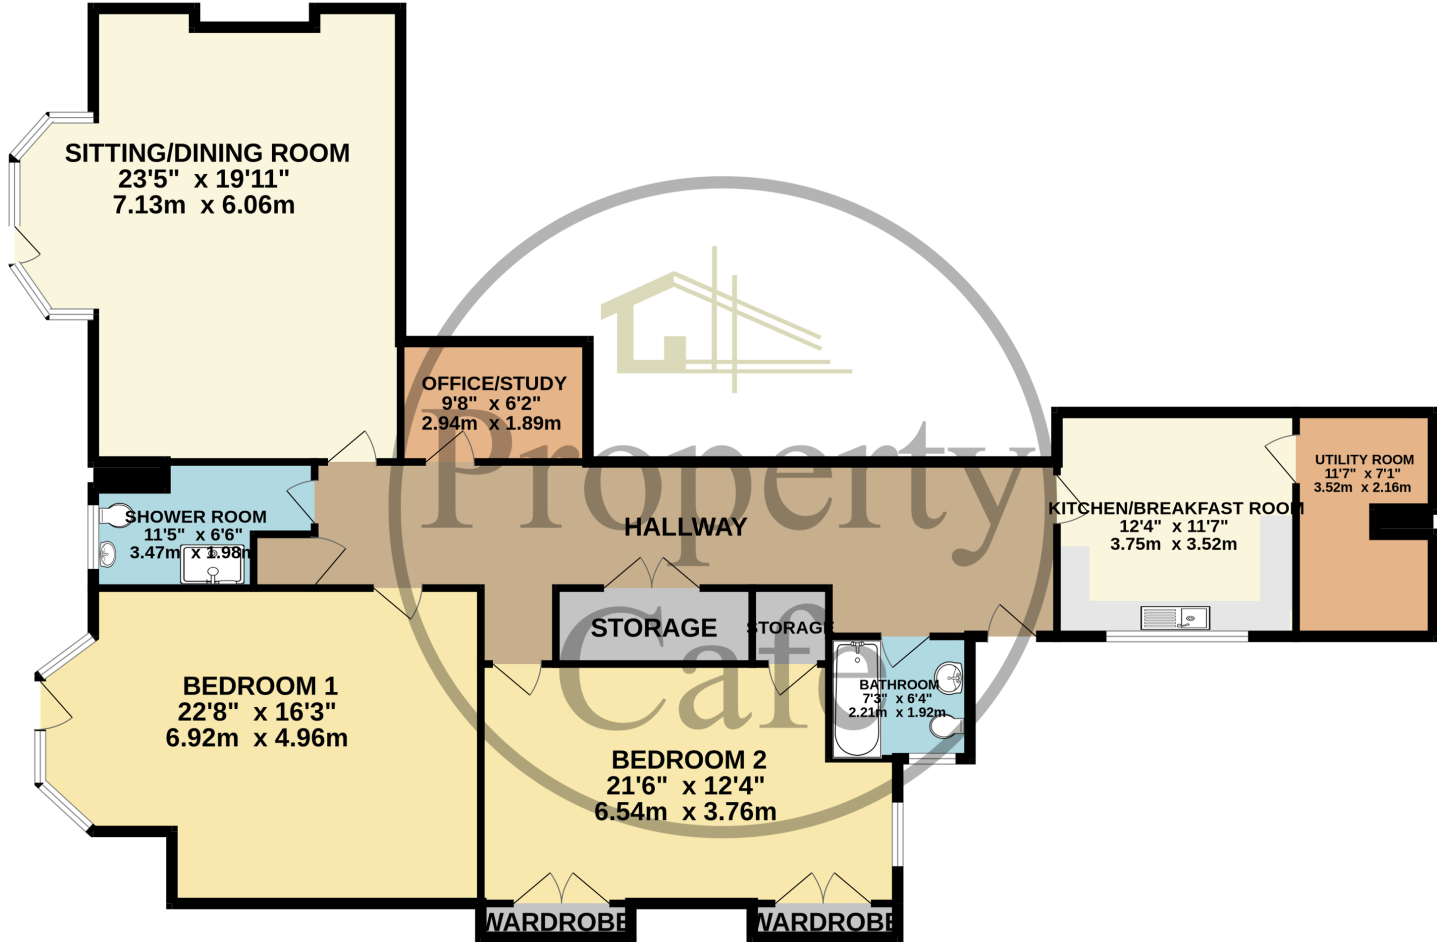 SITTING/DINING ROOM
23'5" x 19'11"
7.13m x 6.06m
OFFICE/STUDY
9'8" x 6'2"
2.94m x 1.89m
UTILITY ROOM
11'7" x 7'1"
3.52m x 2.16m
SHOWER ROOM
11'5" x 6'6"
3.47m x 1.98m
HALLWAY
KITCHEN/BREAKFAST ROOM
12'4" x 11'7"
3.75m x 3.52m
Property
Cafe
STORAGE
STORAGE
BEDROOM 1
22'8" x 16'3"
6.92m x 4.96m
BATHROOM
7'3" x 6'4"
2.21m x 1.92m
BEDROOM 2
21'6" x 12'4"
6.54m x 3.76m
WARDROBE
WARDROBE